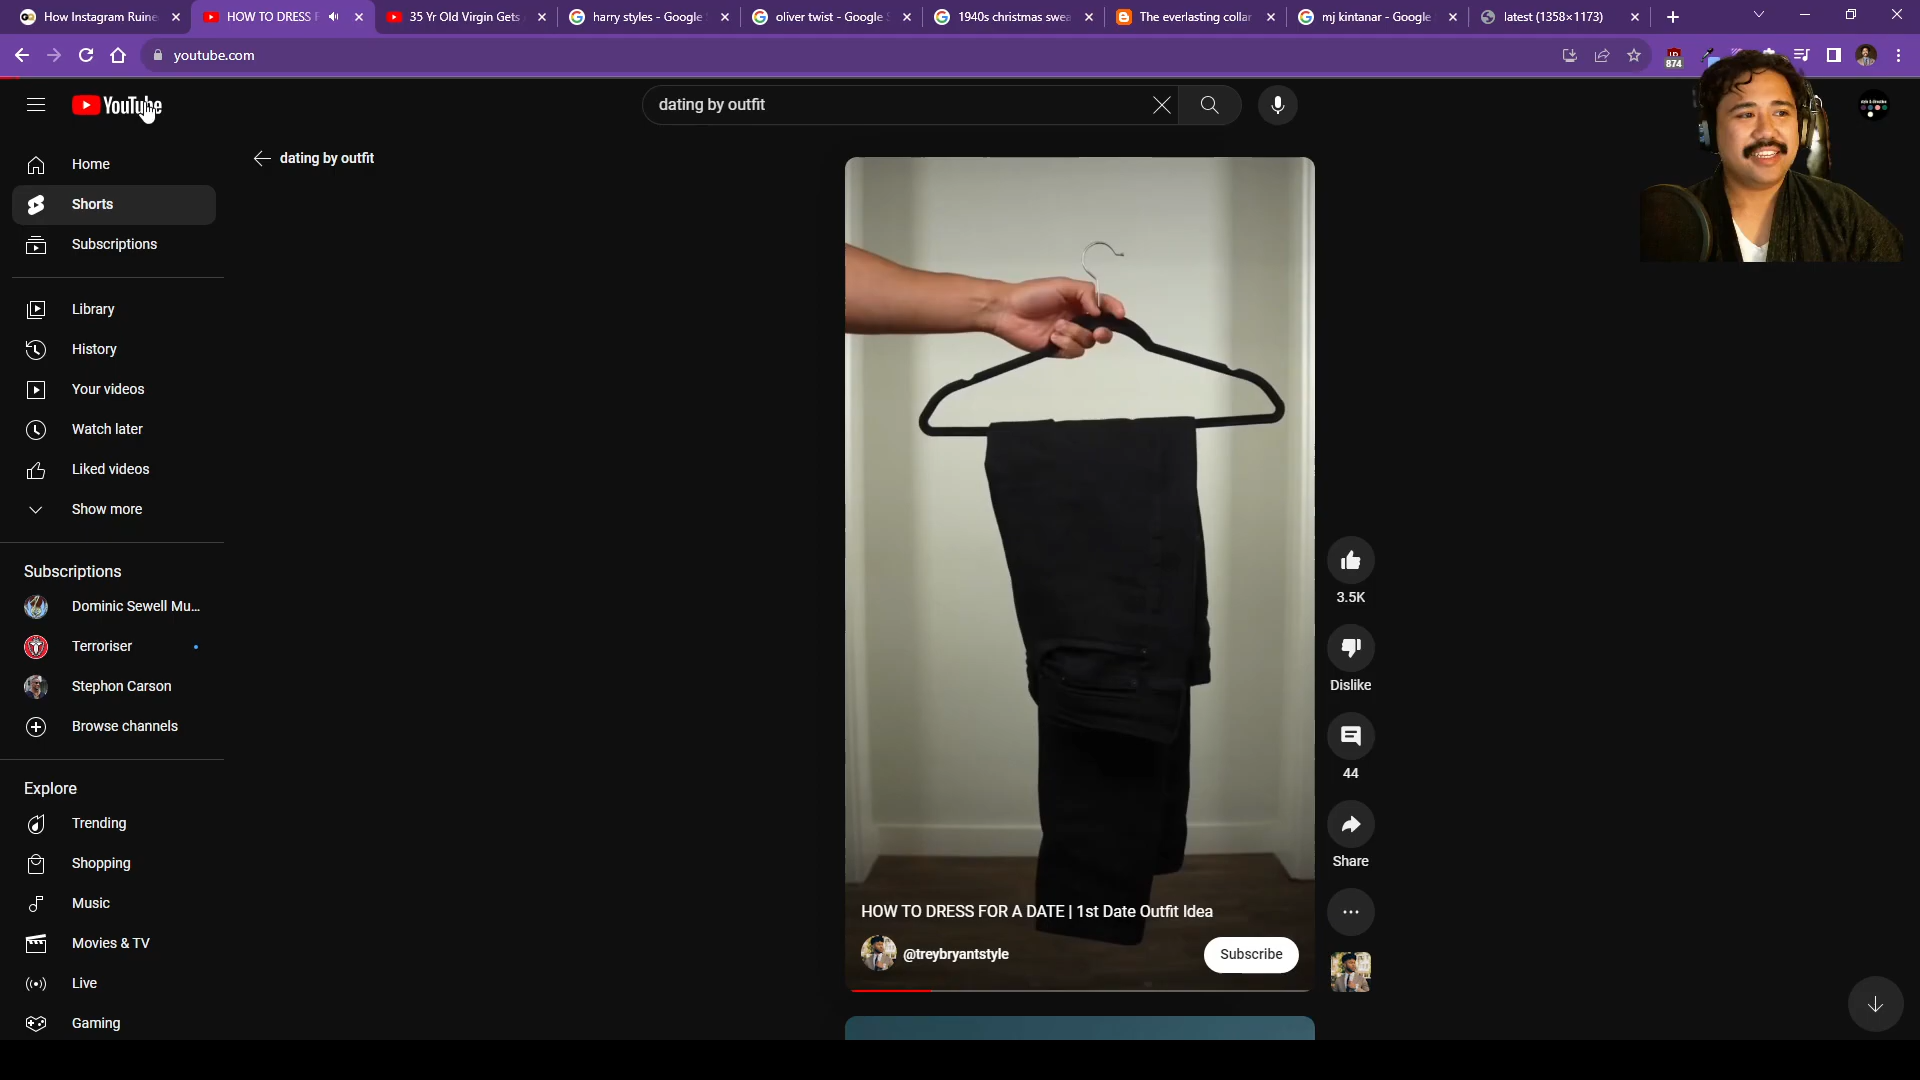 How Instagram Ruine
HOW TO DRESS F
35 Yr Old Virgin Gets
harry styles - Google
oliver twist - Google S
1940s christmas swea
The everlasting collar
mj kintanar - Google
latest (1358×1173)
youtube.com
874
YouTube
dating by outfit
Home
dating by outfit
Shorts
Subscriptions
Library
History
Your videos
Watch later
Liked videos
Show more
Subscriptions
Dominic Sewell Mu...
Terroriser
Stephon Carson
Browse channels
Explore
Trending
Shopping
Music
Movies & TV
Live
Gaming
3.5K
Dislike
44
Share
HOW TO DRESS FOR A DATE | 1st Date Outfit Idea
@treybryantstyle
Subscribe